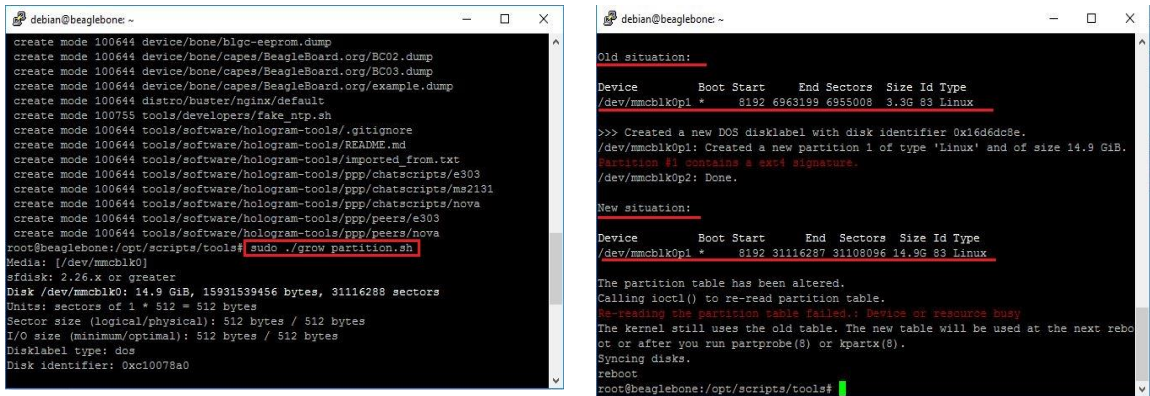 debian@beaglebone: ~
create mode 100644 device/bone/blgc-eeprom.dump
create mode 100644 device/bone/capes/BeagleBoard.org/BC02.dump
create mode 100644 device/bone/capes/BeagleBoard.org/BC03.dump
create mode 100644 device/bone/capes/BeagleBoard.org/example.dump
create mode 100644 distro/buster/nginx/default
create mode 100755 tools/developers/fake_ntp.sh
create mode 100644 tools/software/hologram-tools/.gitignore
create mode 100644 tools/software/hologram-tools/README.md
create mode 100644 tools/software/hologram-tools/imported_from.txt
create mode 100644 tools/software/hologram-tools/ppp/chatscripts/e303
create mode 100644 tools/software/hologram-tools/ppp/chatscripts/ms2131
create mode 100644 tools/software/hologram-tools/ppp/chatscripts/nova
create mode 100644 tools/software/hologram-tools/ppp/peers/e303
create mode 100644 tools/software/hologram-tools/ppp/peers/nova
root@beaglebone:/opt/scripts/tools# sudo ./grow_partition.sh
Media: [/dev/mmcblk0]
sfdisk: 2.26.x or greater
Disk /dev/mmcblk0: 14.9 GiB, 15931539456 bytes, 31116288 sectors
Units: sectors of 1 * 512 = 512 bytes
Sector size (logical/physical): 512 bytes / 512 bytes
I/O size (minimum/optimal): 512 bytes / 512 bytes
Disklabel type: dos
Disk identifier: 0xc10078a0
debian@beaglebone: ~
Old situation:
Device Boot Start End Sectors Size Id Type
/dev/mmcblk0p1 * 8192 6963199 6955008 3.3G 83 Linux
>>> Created a new DOS disklabel with disk identifier 0x16d6dc8e.
/dev/mmcblk0p1: Created a new partition 1 of type 'Linux' and of size 14.9 GiB.
Partition #1 contains a ext4 signature.
/dev/mmcblk0p2: Done.
New situation:
Device Boot Start End Sectors Size Id Type
/dev/mmcblk0p1 * 8192 31116287 31108096 14.9G 83 Linux
The partition table has been altered.
Calling ioctl() to re-read partition table.
Re-reading the partition table failed.: Device or resource busy
The kernel still uses the old table. The new table will be used at the next rebo
ot or after you run partprobe(8) or kpartx(8).
Syncing disks.
reboot
root@beaglebone:/opt/scripts/tools#